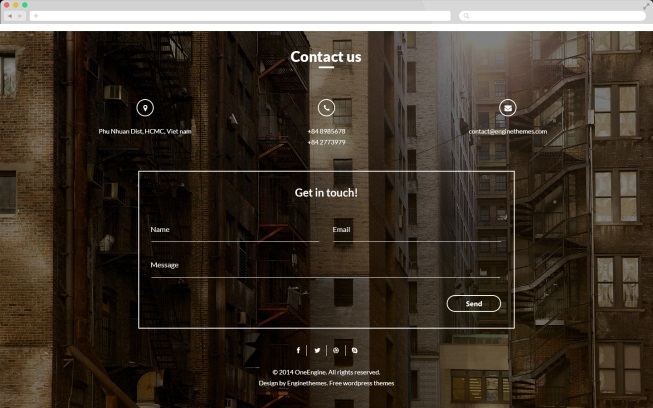 Contact us
Phu Nhuan Dist, HCMC, Viet nam
+84 8985678
+84 2773979
contact@enginethemes.com
Get in touch!
Name
Email
Message
Send
© 2014 OneEngine. All rights reserved.
Design by Enginethemes. Free wordpress themes